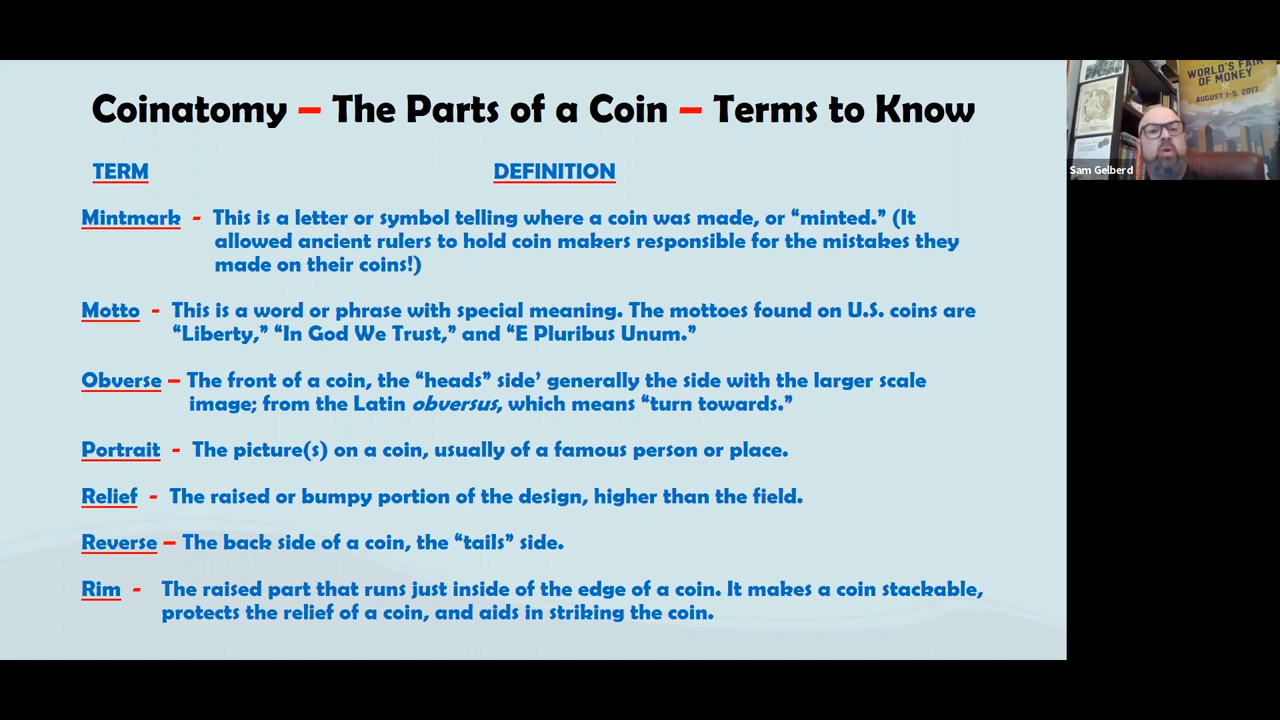 Coinatomy – The Parts of a Coin – Terms to Know
TERM DEFINITION
Mintmark - This is a letter or symbol telling where a coin was made, or “minted.” (It
allowed ancient rulers to hold coin makers responsible for the mistakes they
made on their coins!)
Motto - This is a word or phrase with special meaning. The mottoes found on U.S. coins are
“Liberty,” “In God We Trust,” and “E Pluribus Unum.”
Obverse – The front of a coin, the “heads” side’ generally the side with the larger scale
image; from the Latin obversus, which means “turn towards.”
Portrait - The picture(s) on a coin, usually of a famous person or place.
Relief - The raised or bumpy portion of the design, higher than the field.
Reverse – The back side of a coin, the “tails” side.
Rim - The raised part that runs just inside of the edge of a coin. It makes a coin stackable,
protects the relief of a coin, and aids in striking the coin.
WORLD'S FAIR
OF MONEY
AUGUST 1-5, 2017
Sam Gelberd